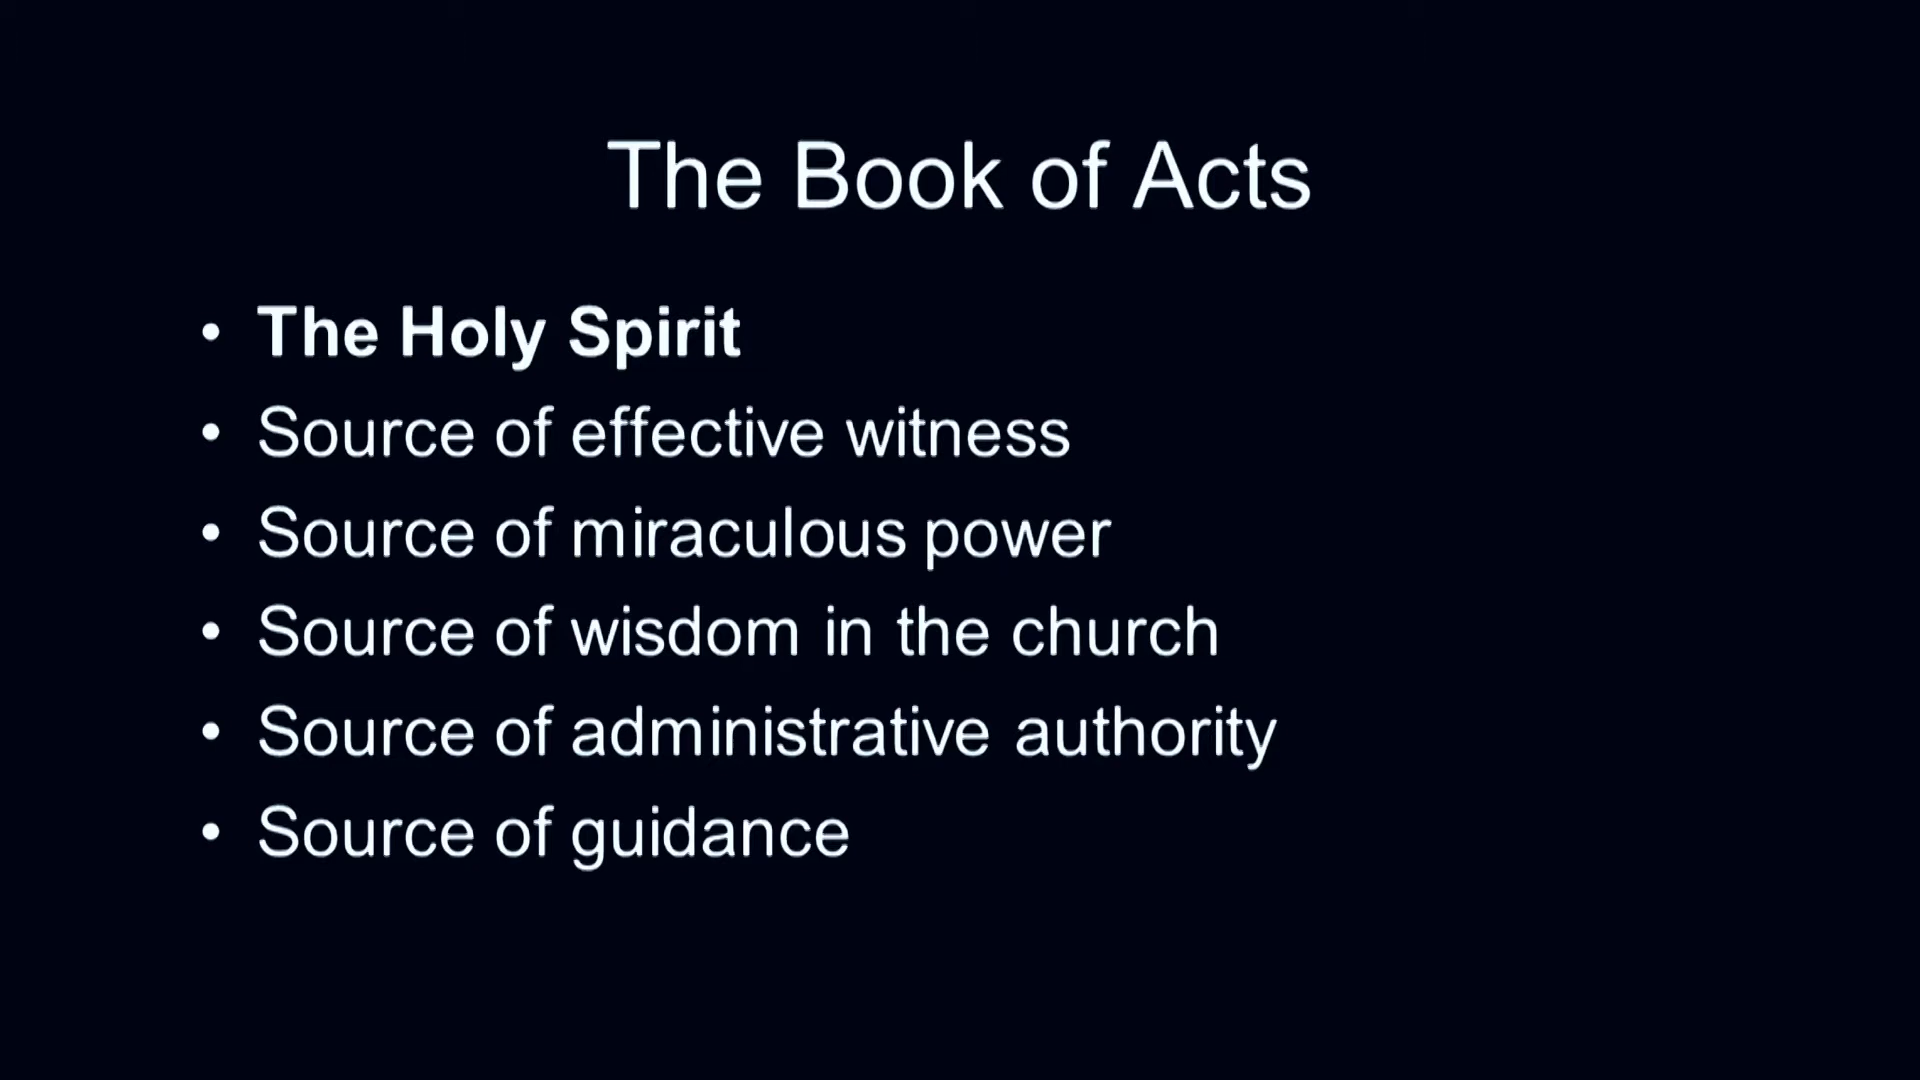 The Book of Acts
• The Holy Spirit
• Source of effective witness
• Source of miraculous power
• Source of wisdom in the church
• Source of administrative authority
• Source of guidance